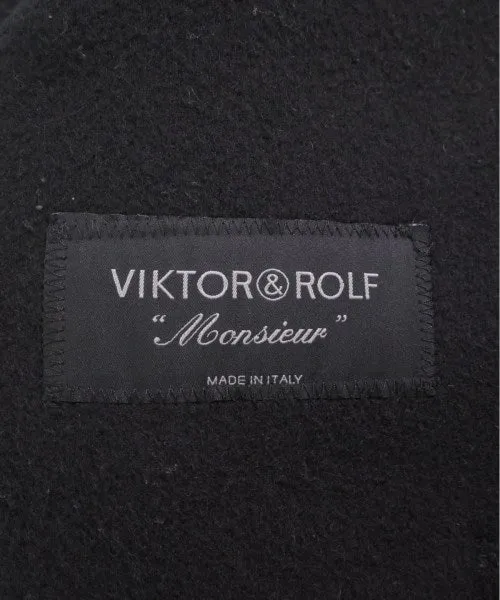 VIKTOR&ROLF
“Monsieur”
MADE IN ITALY